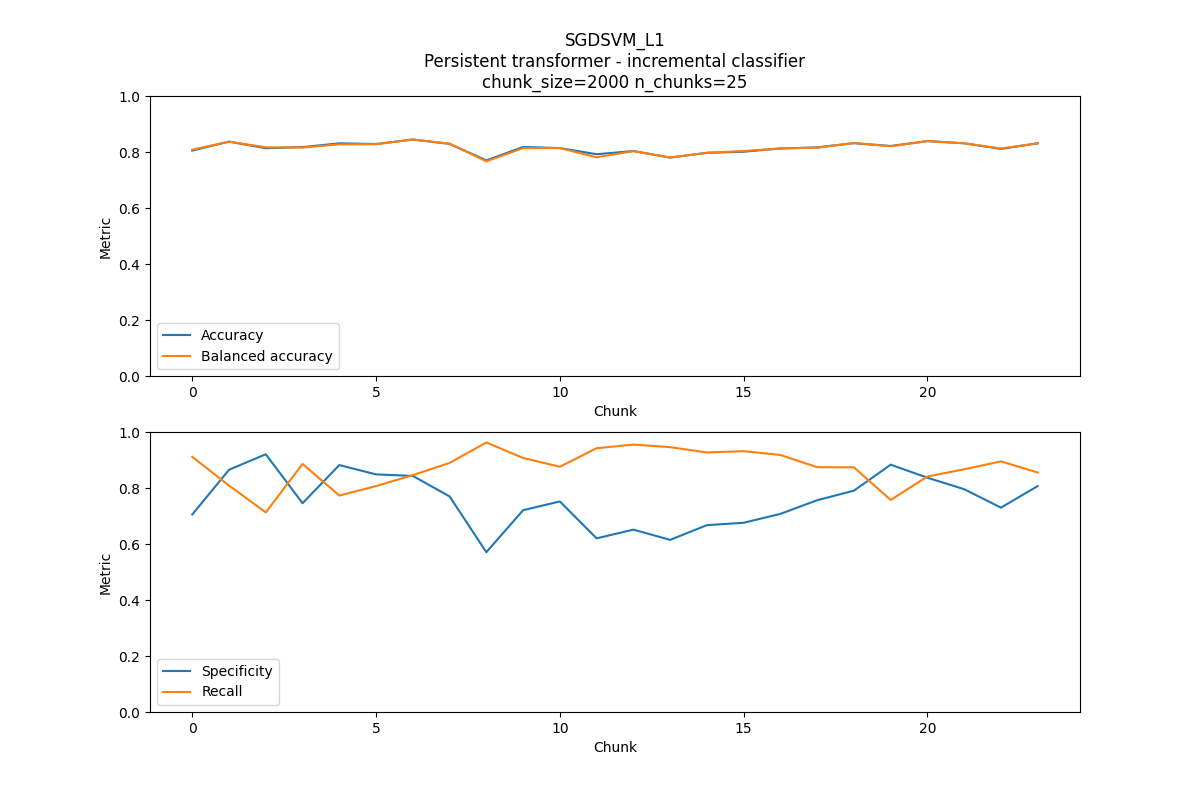 SGDSVM_L1
Persistent transformer - incremental classifier
chunk_size=2000 n_chunks=25
1.0
0.8
0.6
0.4
0.2
0.0
Metric
Accuracy
Balanced accuracy
0 5 10 15 20
Chunk
1.0
0.8
0.6
0.4
0.2
0.0
Metric
Specificity
Recall
0 5 10 15 20
Chunk